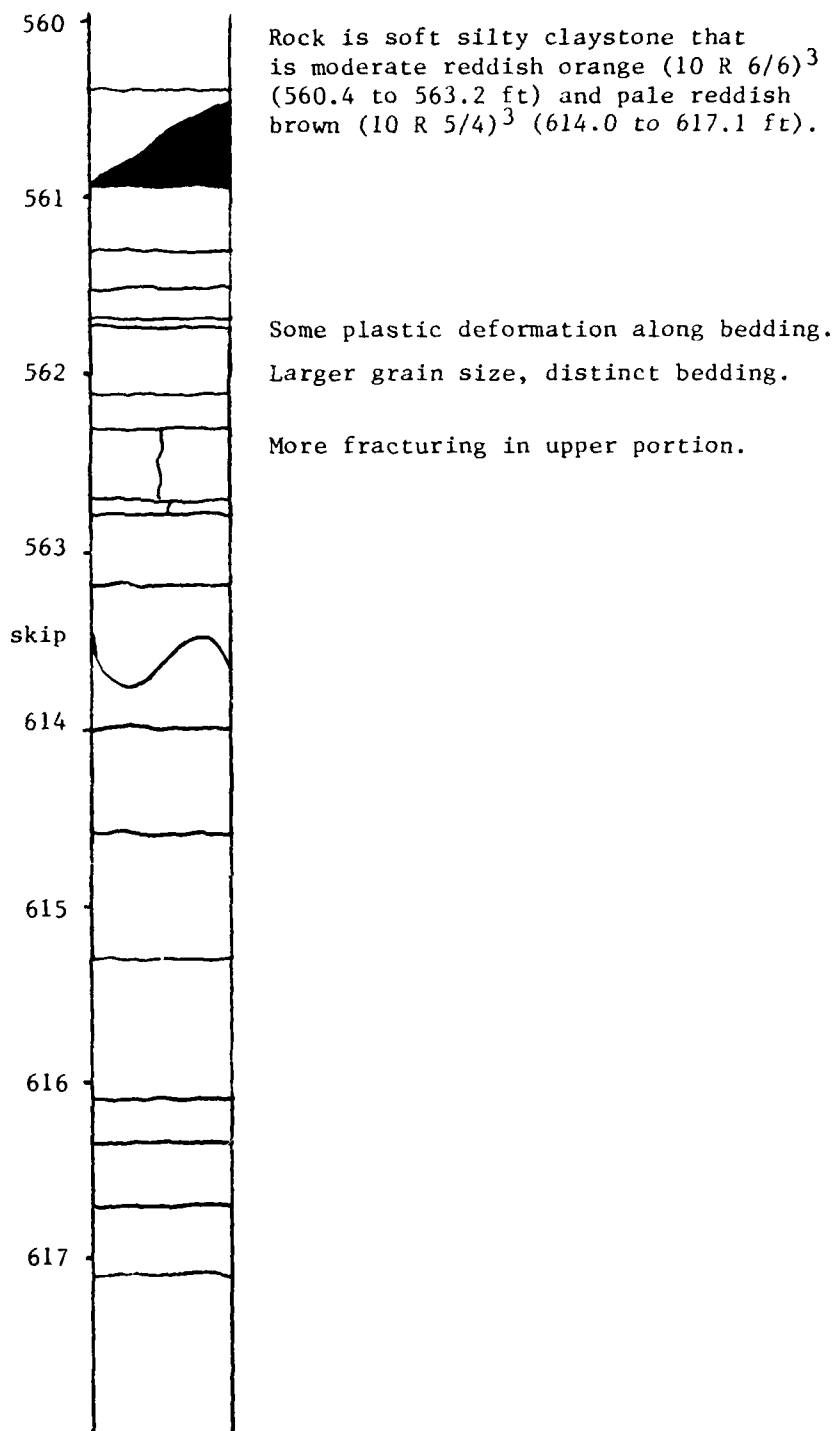 560
Rock is soft silty claystone that
is moderate reddish orange (10 R 6/6)3
(560.4 to 563.2 ft) and pale reddish
brown (10 R 5/4)3 (614.0 to 617.1 ft).
561
Some plastic deformation along bedding.
562
Larger grain size, distinct bedding.
More fracturing in upper portion.
563
skip
614
615
616
617